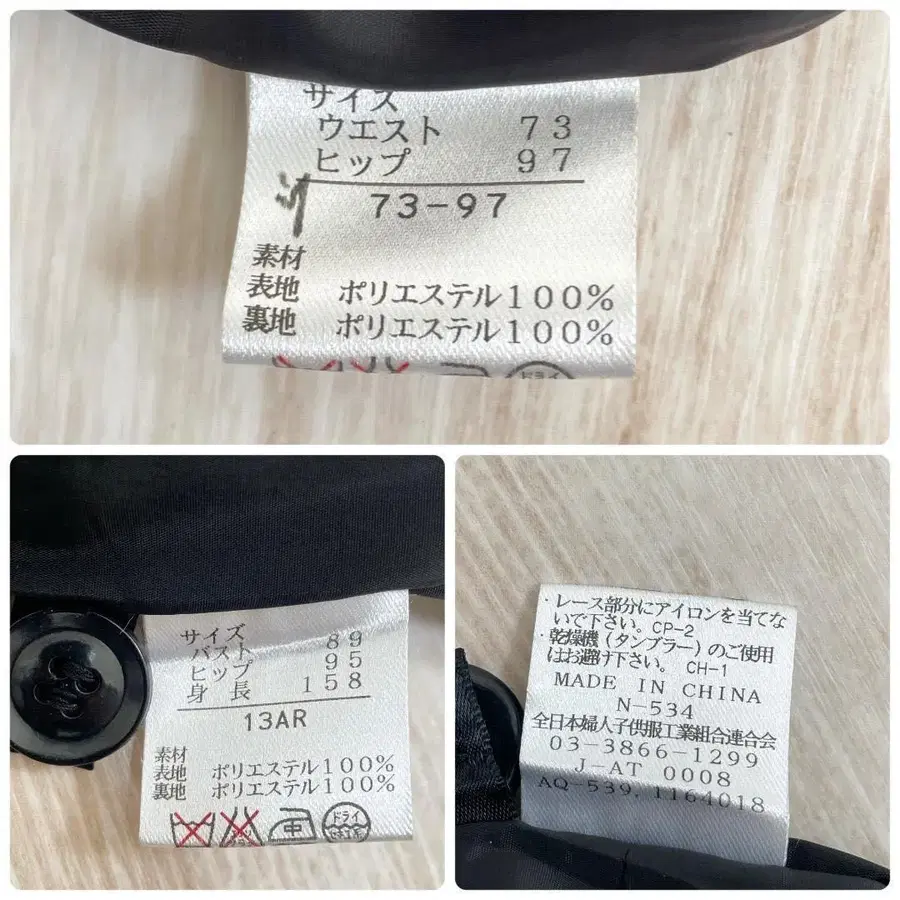 サイズ
ウエスト 73
ヒップ 97
73-97
素材
表地 ポリエステル100%
裏地 ポリエステル100%
ドライ
サイズ
バスト 89
ヒップ 95
身長 158
13AR
素材
表地 ポリエステル100%
裏地 ポリエステル100%
中 ドライ
・レース部分にアイロンを当てな
いで下さい。 CP-2
・乾燥機(タンブラー)のご使用
はお避け下さい。 CH-1
MADE IN CHINA
N-534
全日本婦人子供服工業組合連合会
03-3866-1299
J-AT 0008
AQ-539, 1164018